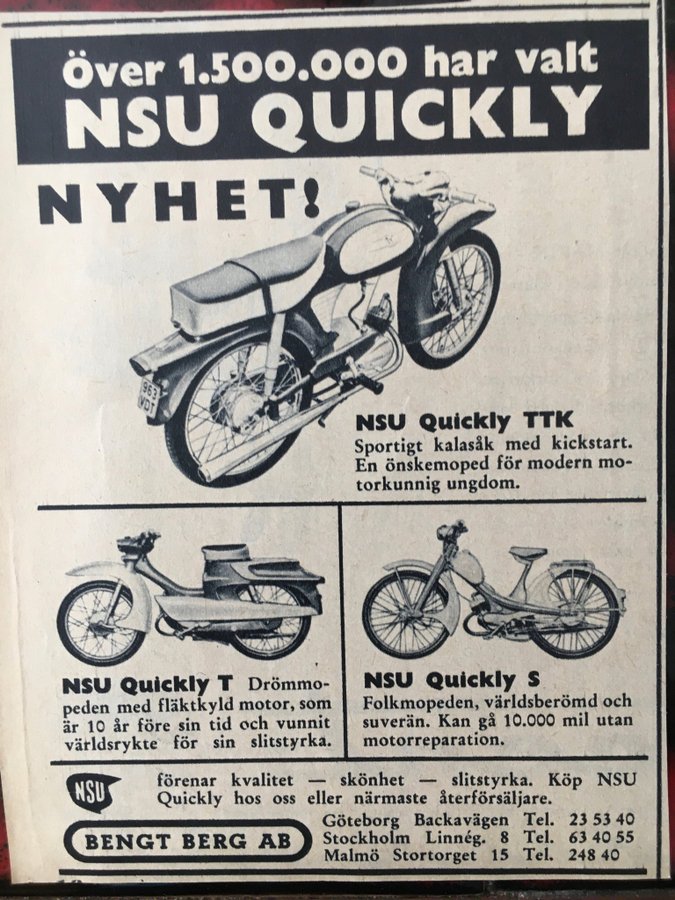 Över 1.500.000 har valt
NSU QUICKLY
NYHET!
963
MDT
NSU Quickly TTK
Sportigt kalasåk med kickstart.
En önskemoped för modern mo-
torkunnig ungdom.
NSU Quickly T Drömmo-
peden med fläktkyld motor, som
är 10 år före sin tid och vunnit
världsrykte för sin slitstyrka.
NSU Quickly S
Folkmopeden, världsberömd och
suverän. Kan gå 10.000 mil utan
motorreparation.
NSU
förenar kvalitet — skönhet — slitstyrka. Köp NSU
Quickly hos oss eller närmaste återförsäljare.
BENGT BERG AB
Göteborg Backavägen Tel. 23 53 40
Stockholm Linnég. 8 Tel. 63 40 55
Malmö Stortorget 15 Tel. 248 40